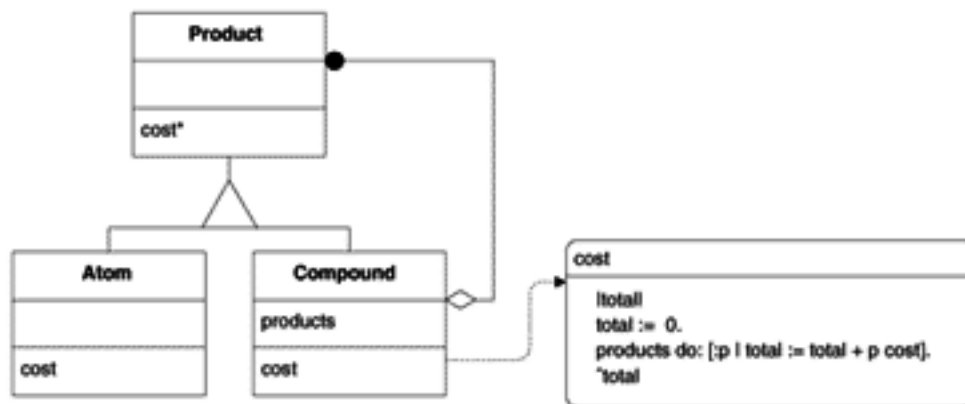 Product
cost*
Atom
cost
Compound
products
cost
cost
|total|
total := 0.
products do: [:p | total := total + p cost].
^total